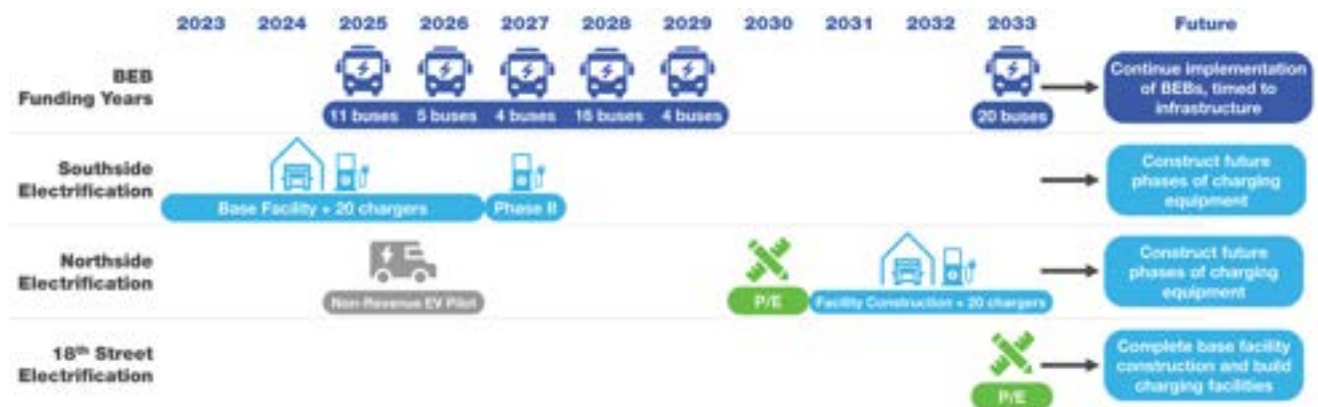 2023 2024 2025 2026 2027 2028 2029 2030 2031 2032 2033 Future
BEB
Funding Years
11 buses 5 buses 4 buses 16 buses 4 buses 20 buses
Continue implementation
of BEBs, timed to
infrastructure
Southside
Electrification
Base Facility + 20 chargers Phase II
Construct future
phases of charging
equipment
Northside
Electrification
Non-Revenue EV Pilot P/E Facility Construction + 20 chargers
Construct future
phases of charging
equipment
18th Street
Electrification
P/E
Complete base facility
construction and build
charging facilities